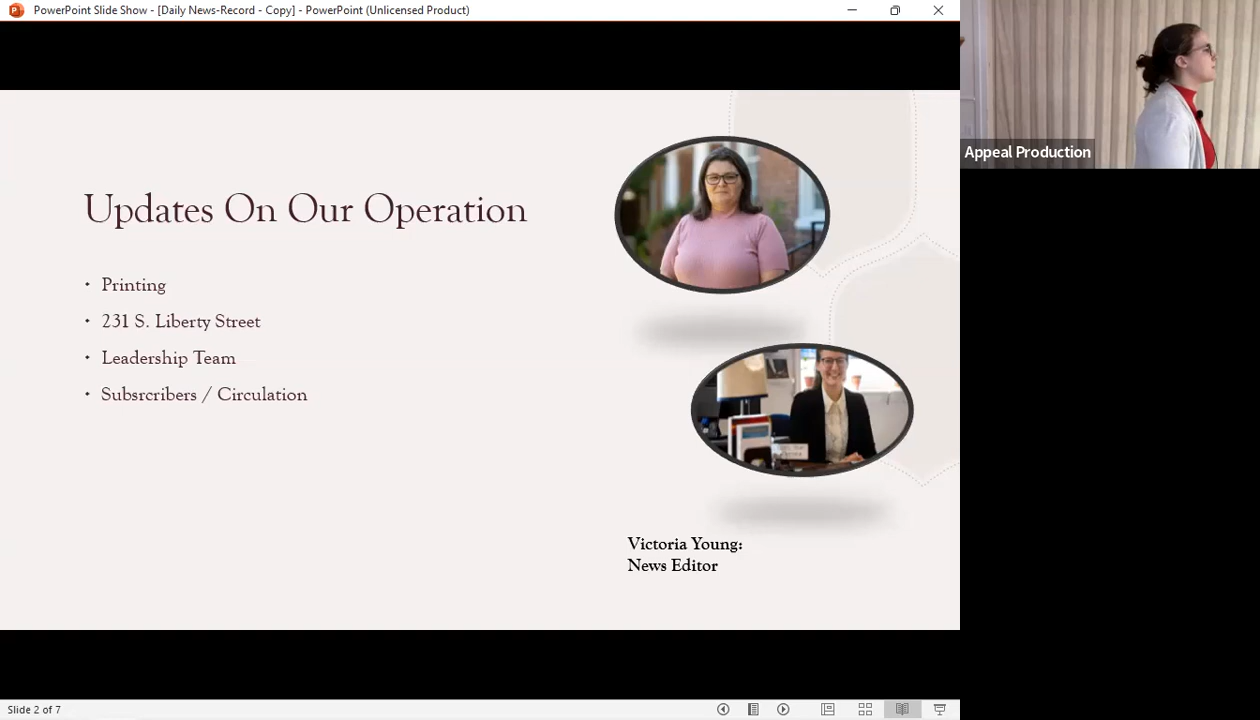 PowerPoint Slide Show - [Daily News-Record - Copy] - PowerPoint (Unlicensed Product)
Appeal Production
Updates On Our Operation
• Printing
• 231 S. Liberty Street
• Leadership Team
• Subsrcribers / Circulation
Victoria Young:
News Editor
Slide 2 of 7